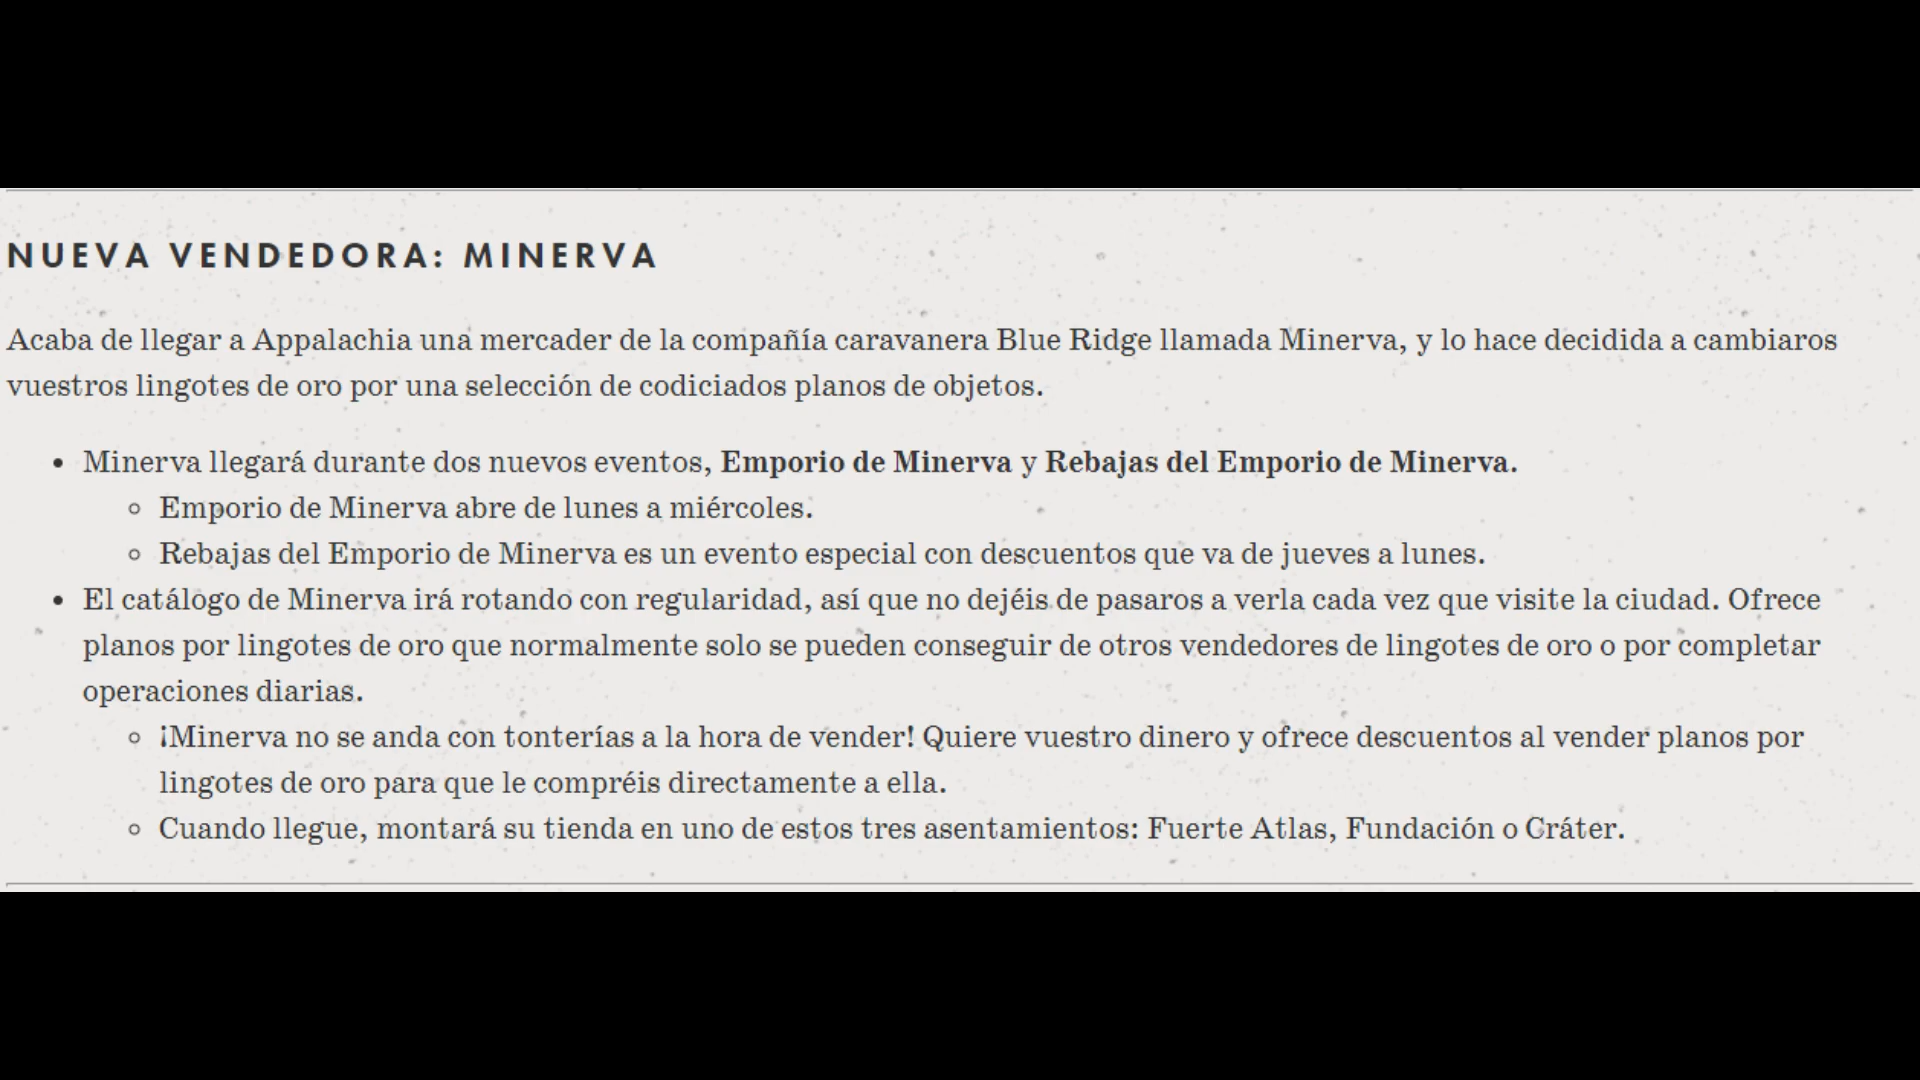 NUEVA VENDEDORA: MINERVA
Acaba de llegar a Appalachia una mercader de la compañía caravanera Blue Ridge llamada Minerva, y lo hace decidida a cambiaros
vuestros lingotes de oro por una selección de codiciados planos de objetos.
• Minerva llegará durante dos nuevos eventos, Emporio de Minerva y Rebajas del Emporio de Minerva.
◦ Emporio de Minerva abre de lunes a miércoles.
◦ Rebajas del Emporio de Minerva es un evento especial con descuentos que va de jueves a lunes.
• El catálogo de Minerva irá rotando con regularidad, así que no dejéis de pasaros a verla cada vez que visite la ciudad. Ofrece
planos por lingotes de oro que normalmente solo se pueden conseguir de otros vendedores de lingotes de oro o por completar
operaciones diarias.
◦ ¡Minerva no se anda con tonterías a la hora de vender! Quiere vuestro dinero y ofrece descuentos al vender planos por
lingotes de oro para que le compréis directamente a ella.
◦ Cuando llegue, montará su tienda en uno de estos tres asentamientos: Fuerte Atlas, Fundación o Cráter.